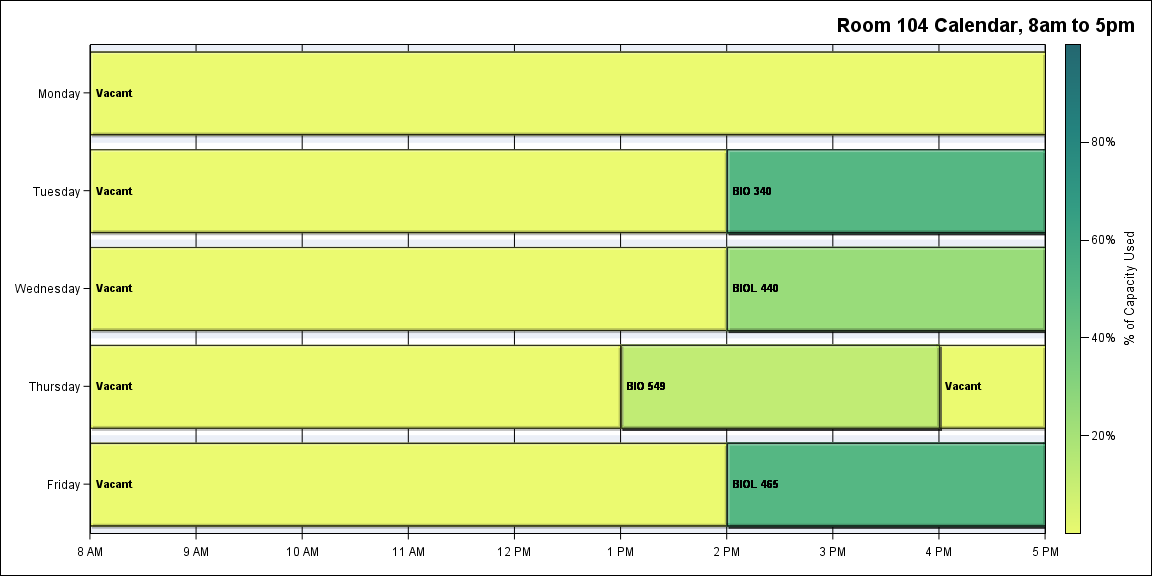 Room 104 Calendar, 8am to 5pm
Monday
Vacant
Tuesday
Vacant
BIO 340
Wednesday
Vacant
BIOL 440
Thursday
Vacant
BIO 549
Vacant
Friday
Vacant
BIOL 465
8 AM
9 AM
10 AM
11 AM
12 PM
1 PM
2 PM
3 PM
4 PM
5 PM
80%
60%
40%
20%
% of Capacity Used